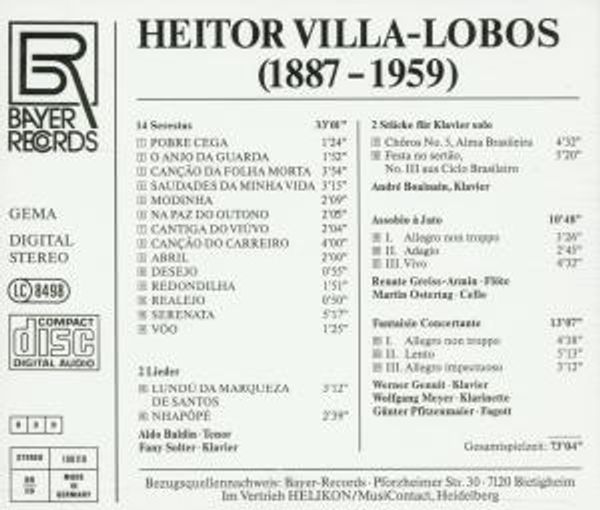 HEITOR VILLA-LOBOS
(1887-1959)
BAYER
RECORDS
GEMA
DIGITAL
STEREO
LC 8498
COMPACT
disc
DIGITAL AUDIO
STEREO
MADE
IN
GERMANY
14 Serestas 33'01"
POBRE CEGA 1'24"
O ANJO DA GUARDA 1'52"
CANÇÃO DA FOLHA MORTA 3'54"
SAUDADES DA MINHA VIDA 3'15"
MODINHA 2'09"
NA PAZ DO OUTONO 2'05"
CANTIGA DO VIÚVO 2'04"
CANÇÃO DO CARREIRO 4'00"
ABRIL 2'00"
DESEJO 0'55"
REDONDILHA 1'51"
REALEJO 0'50"
SERENATA 5'17"
VÔO 1'25"
2 Lieder
LUNDÚ DA MARQUEZA 3'12"
DE SANTOS
NHAPÔPÉ 2'39"
Aldo Baldin · Tenor
Fany Solter · Klavier
2 Stücke für Klavier solo
Chôros No. 5, Alma Brasileira 4'32"
Festa no sertão, 5'20"
No. III aus Ciclo Brasileiro
André Boainain, Klavier
Assobio à Jato 10'48"
I. Allegro non troppo 3'26"
II. Adagio 2'45"
III. Vivo 4'32"
Renate Greiss-Armin · Flöte
Martin Ostertag · Cello
Fantaisie Concertante 13'07"
I. Allegro non troppo 4'38"
II. Lento 5'13"
III. Allegro impetuoso 3'12"
Werner Genuit · Klavier
Wolfgang Meyer · Klarinette
Günter Pfitzenmaier · Fagott
Gesamtspielzeit: 73'04"
Bezugsquellennachweis: Bayer-Records · Pforzheimer Str. 30 · 7120 Bietigheim
Im Vertrieb HELIKON/MusiContact, Heidelberg